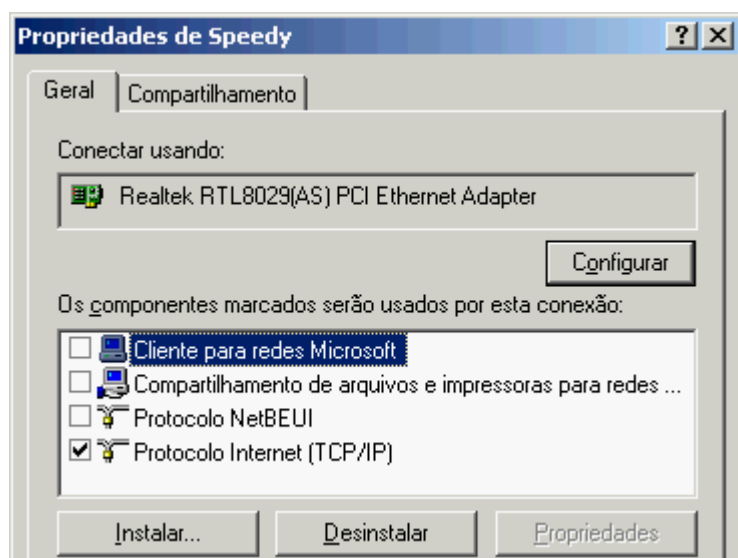 Propriedades de Speedy
Geral
Compartilhamento
Conectar usando:
Realtek RTL8029(AS) PCI Ethernet Adapter
Configurar
Os componentes marcados serão usados por esta conexão:
Cliente para redes Microsoft
Compartilhamento de arquivos e impressoras para redes ...
Protocolo NetBEUI
Protocolo Internet (TCP/IP)
Instalar...
Desinstalar
Propriedades